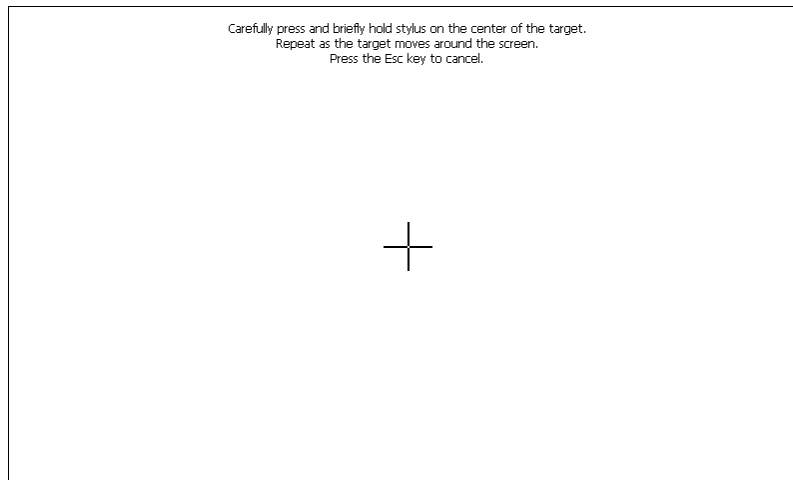 Carefully press and briefly hold stylus on the center of the target.
Repeat as the target moves around the screen.
Press the Esc key to cancel.